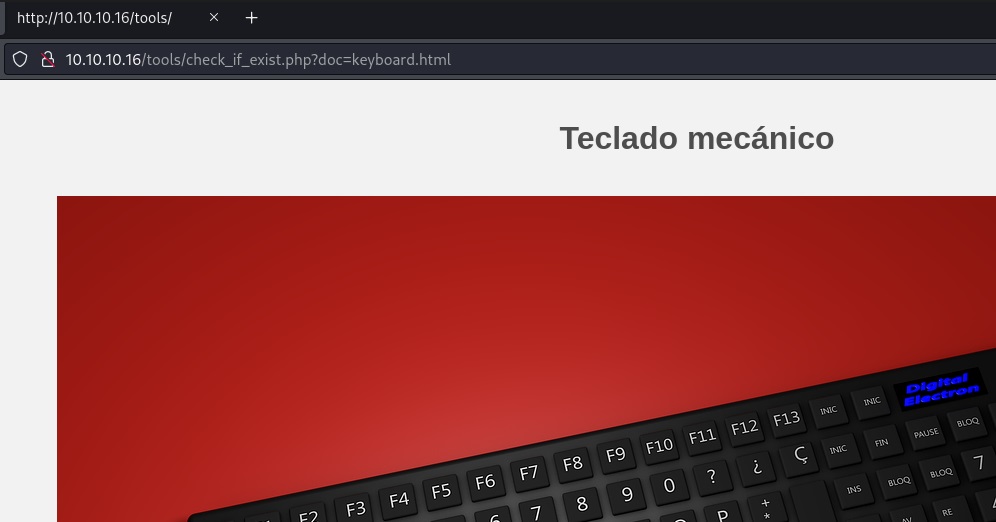 http://10.10.10.16/tools/
10.10.10.16/tools/check_if_exist.php?doc=keyboard.html
Teclado mecánico
Digital
Electron
F2 F3 F4 F5 F6 F7 F8 F9 F10 F11 F12 F13 INIC INIC
6 7 8 9 0 ? ¿ Ç INIC FIN PAUSE BLOQ
P + * INS BLOQ BLOQ 7
AV RE